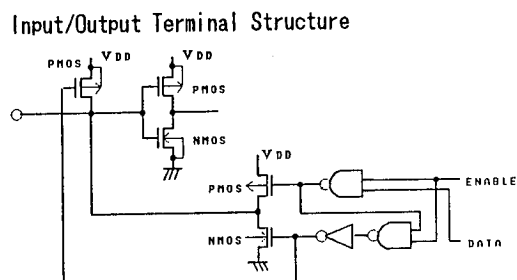 Input/Output Terminal Structure
PMOS
VDD
VDD
PMOS
NMOS
VDD
PMOS
ENABLE
NMOS
DATA